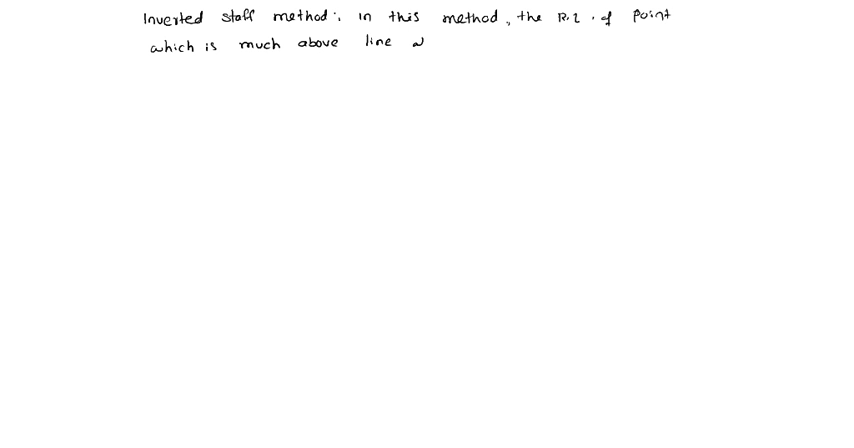 Inverted staff method :, in this method, the R.L. of point
which is much above line